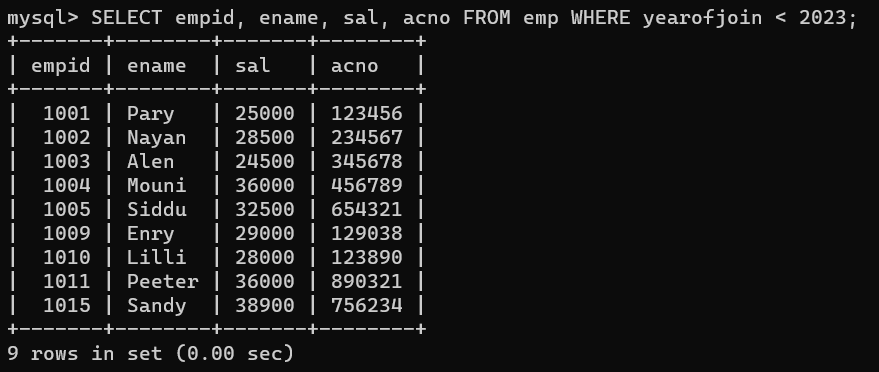 mysql> SELECT empid, ename, sal, acno FROM emp WHERE yearofjoin < 2023;
+-------+--------+-------+--------+
| empid | ename  | sal   | acno   |
+-------+--------+-------+--------+
|  1001 | Pary   | 25000 | 123456 |
|  1002 | Nayan  | 28500 | 234567 |
|  1003 | Alen   | 24500 | 345678 |
|  1004 | Mouni  | 36000 | 456789 |
|  1005 | Siddu  | 32500 | 654321 |
|  1009 | Enry   | 29000 | 129038 |
|  1010 | Lilli  | 28000 | 123890 |
|  1011 | Peeter | 36000 | 890321 |
|  1015 | Sandy  | 38900 | 756234 |
+-------+--------+-------+--------+
9 rows in set (0.00 sec)